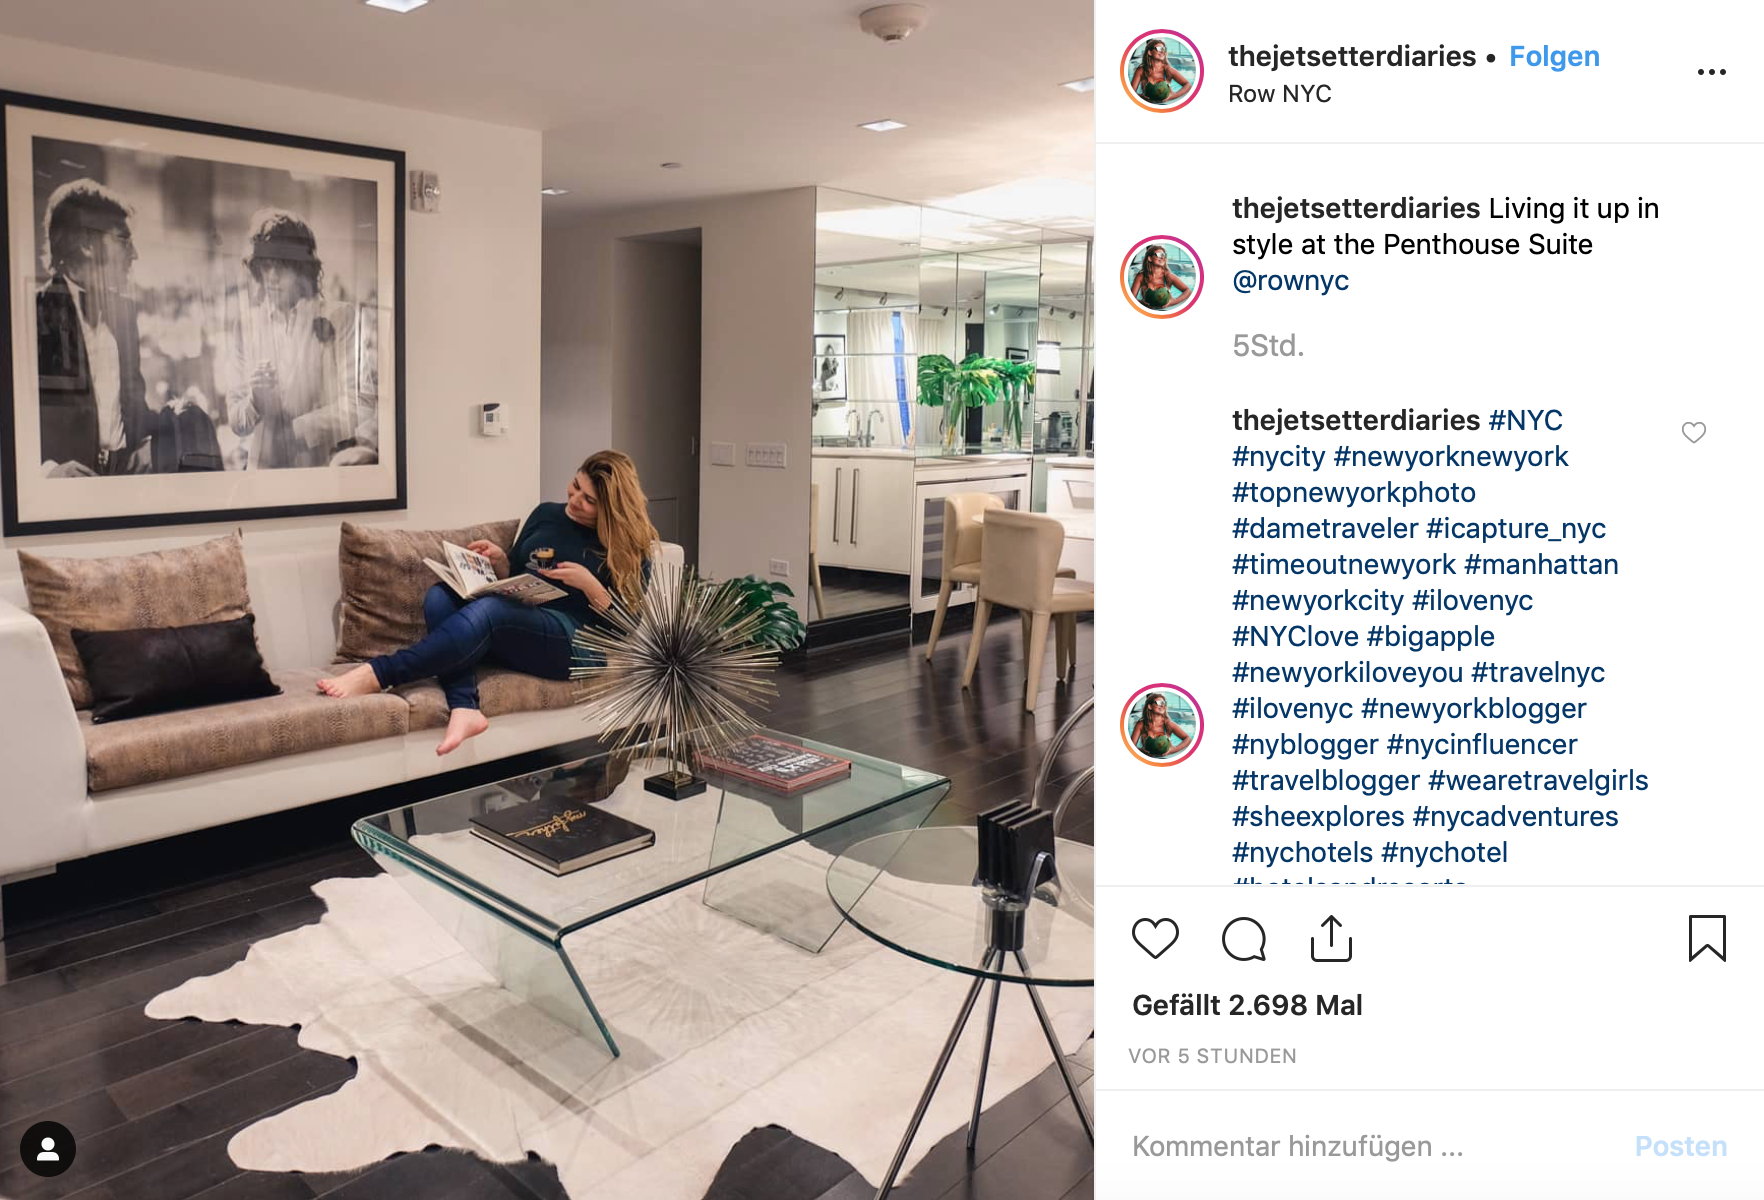 thejetsetterdiaries • Folgen
Row NYC
thejetsetterdiaries Living it up in
style at the Penthouse Suite
@rownyc
5Std.
thejetsetterdiaries #NYC
#nycity #newyorknewyork
#topnewyorkphoto
#dametraveler #icapture_nyc
#timeoutnewyork #manhattan
#newyorkcity #ilovenyc
#NYClove #bigapple
#newyorkiloveyou #travelnyc
#ilovenyc #newyorkblogger
#nyblogger #nycinfluencer
#travelblogger #wearetravelgirls
#sheexplores #nycadventures
#nychotels #nychotel
#hotelsandresorts
Gefällt 2.698 Mal
VOR 5 STUNDEN
Kommentar hinzufügen ...
Posten